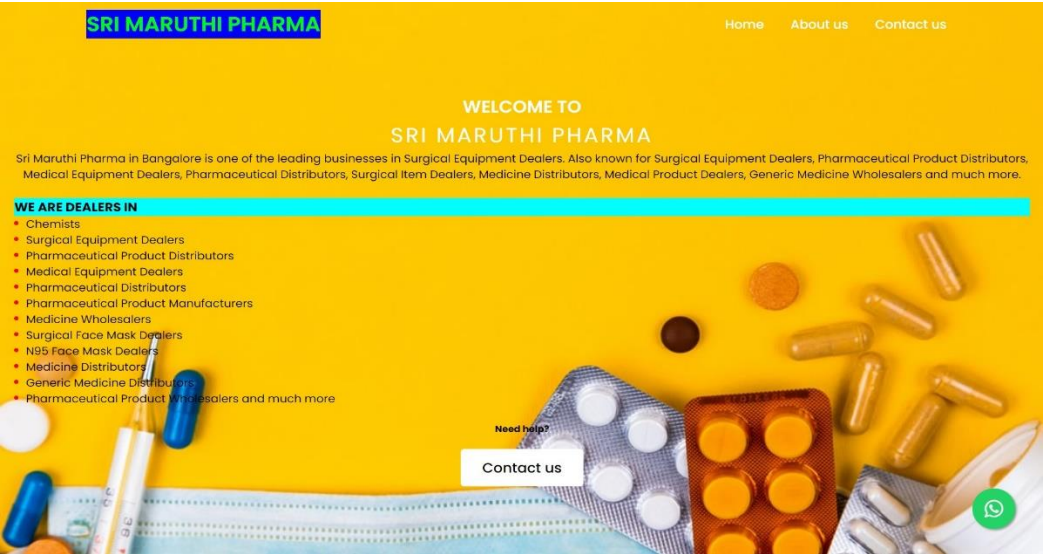 SRI MARUTHI PHARMA
Home About us Contact us
WELCOME TO
SRI MARUTHI PHARMA
Sri Maruthi Pharma in Bangalore is one of the leading businesses in Surgical Equipment Dealers. Also known for Surgical Equipment Dealers, Pharmaceutical Product Distributors,
Medical Equipment Dealers, Pharmaceutical Distributors, Surgical Item Dealers, Medicine Distributors, Medical Product Dealers, Generic Medicine Wholesalers and much more.
WE ARE DEALERS IN
• Chemists
• Surgical Equipment Dealers
• Pharmaceutical Product Distributors
• Medical Equipment Dealers
• Pharmaceutical Distributors
• Pharmaceutical Product Manufacturers
• Medicine Wholesalers
• Surgical Face Mask Dealers
• N95 Face Mask Dealers
• Medicine Distributors
• Generic Medicine Distributors
• Pharmaceutical Product Wholesalers and much more
Need help?
Contact us
38
36